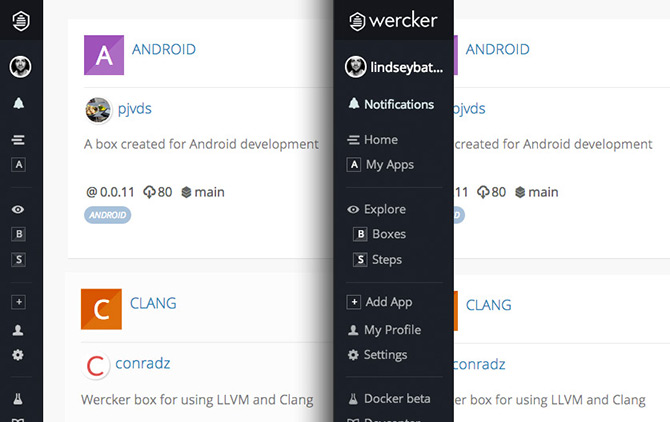 A
ANDROID
pjvds
A box created for Android development
@ 0.0.11 80 main
ANDROID
C
CLANG
C
conradz
Wercker box for using LLVM and Clang
A
B
S
+
wercker
lindseybat...
Notifications
Home
A My Apps
Explore
B Boxes
S Steps
+ Add App
My Profile
Settings
Docker beta
ANDROID
pjvds
box created for Android development
11 80 main
CLANG
conradz
ker box for using LLVM and Clang